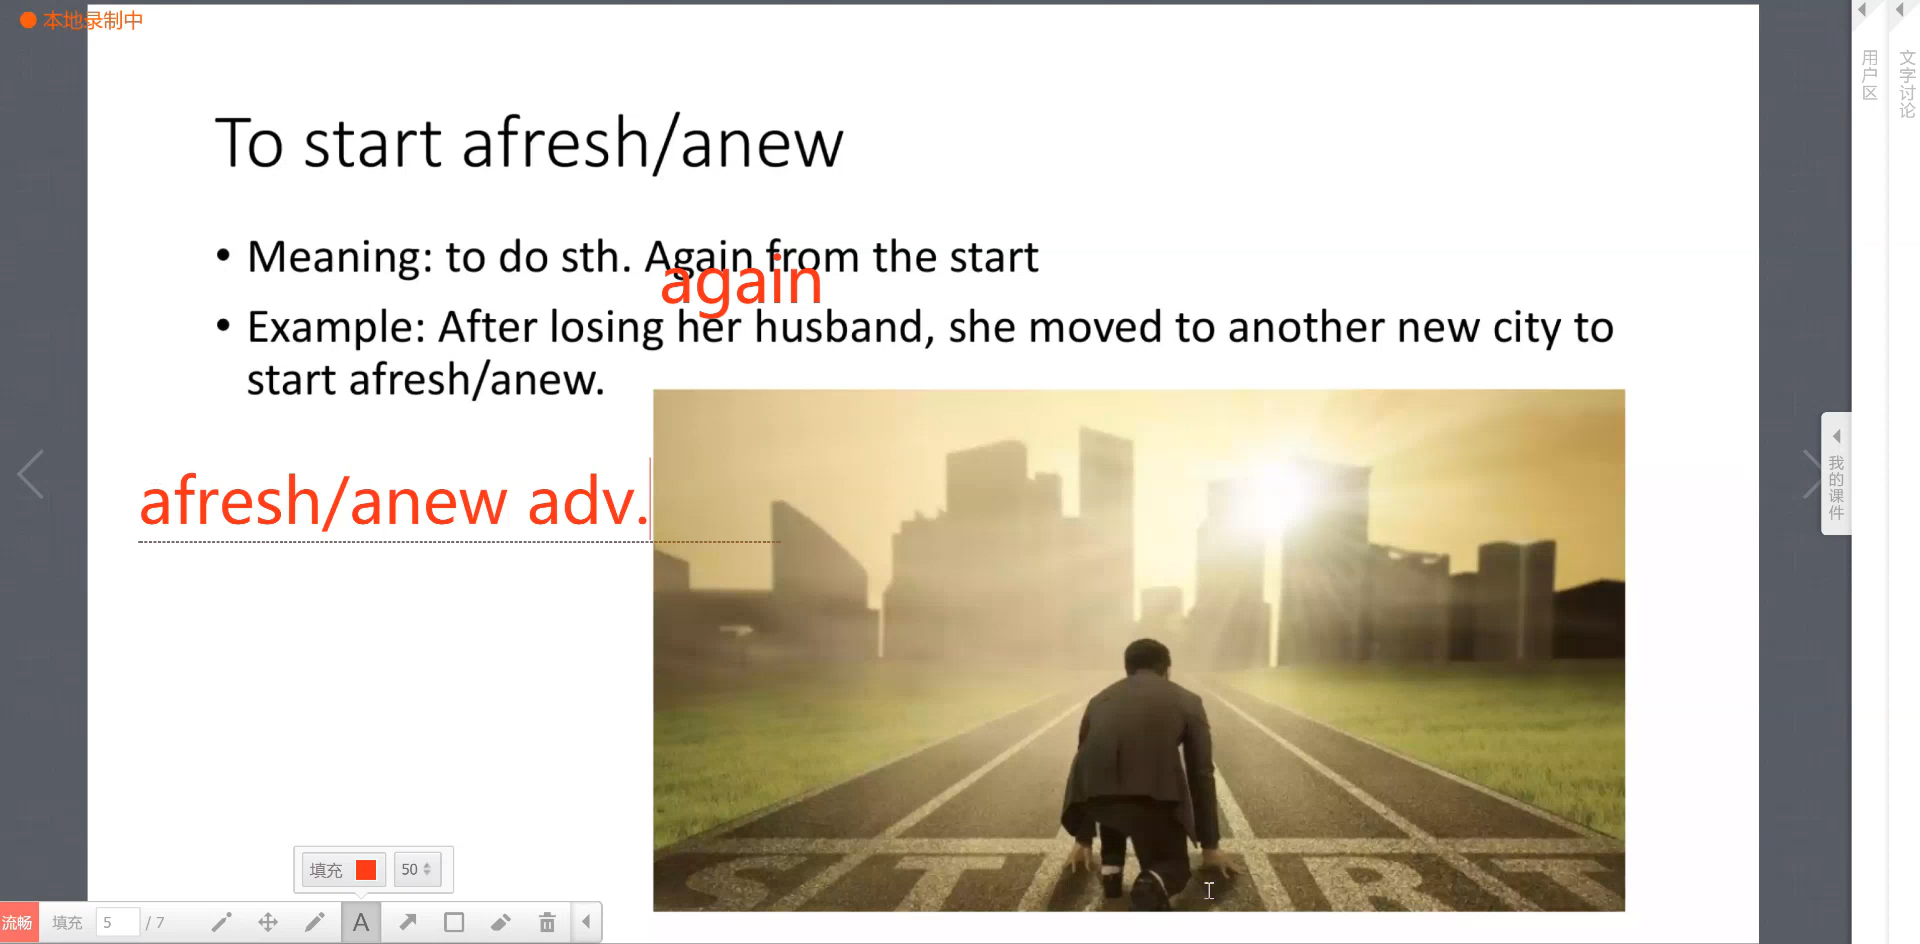 本地录制中
To start afresh/anew
• Meaning: to do sth. Again from the start
again
• Example: After losing her husband, she moved to another new city to
start afresh/anew.
afresh/anew adv.
START
用户区
文字讨论
我的课件
填充 50
流畅 填充 5 / 7 A